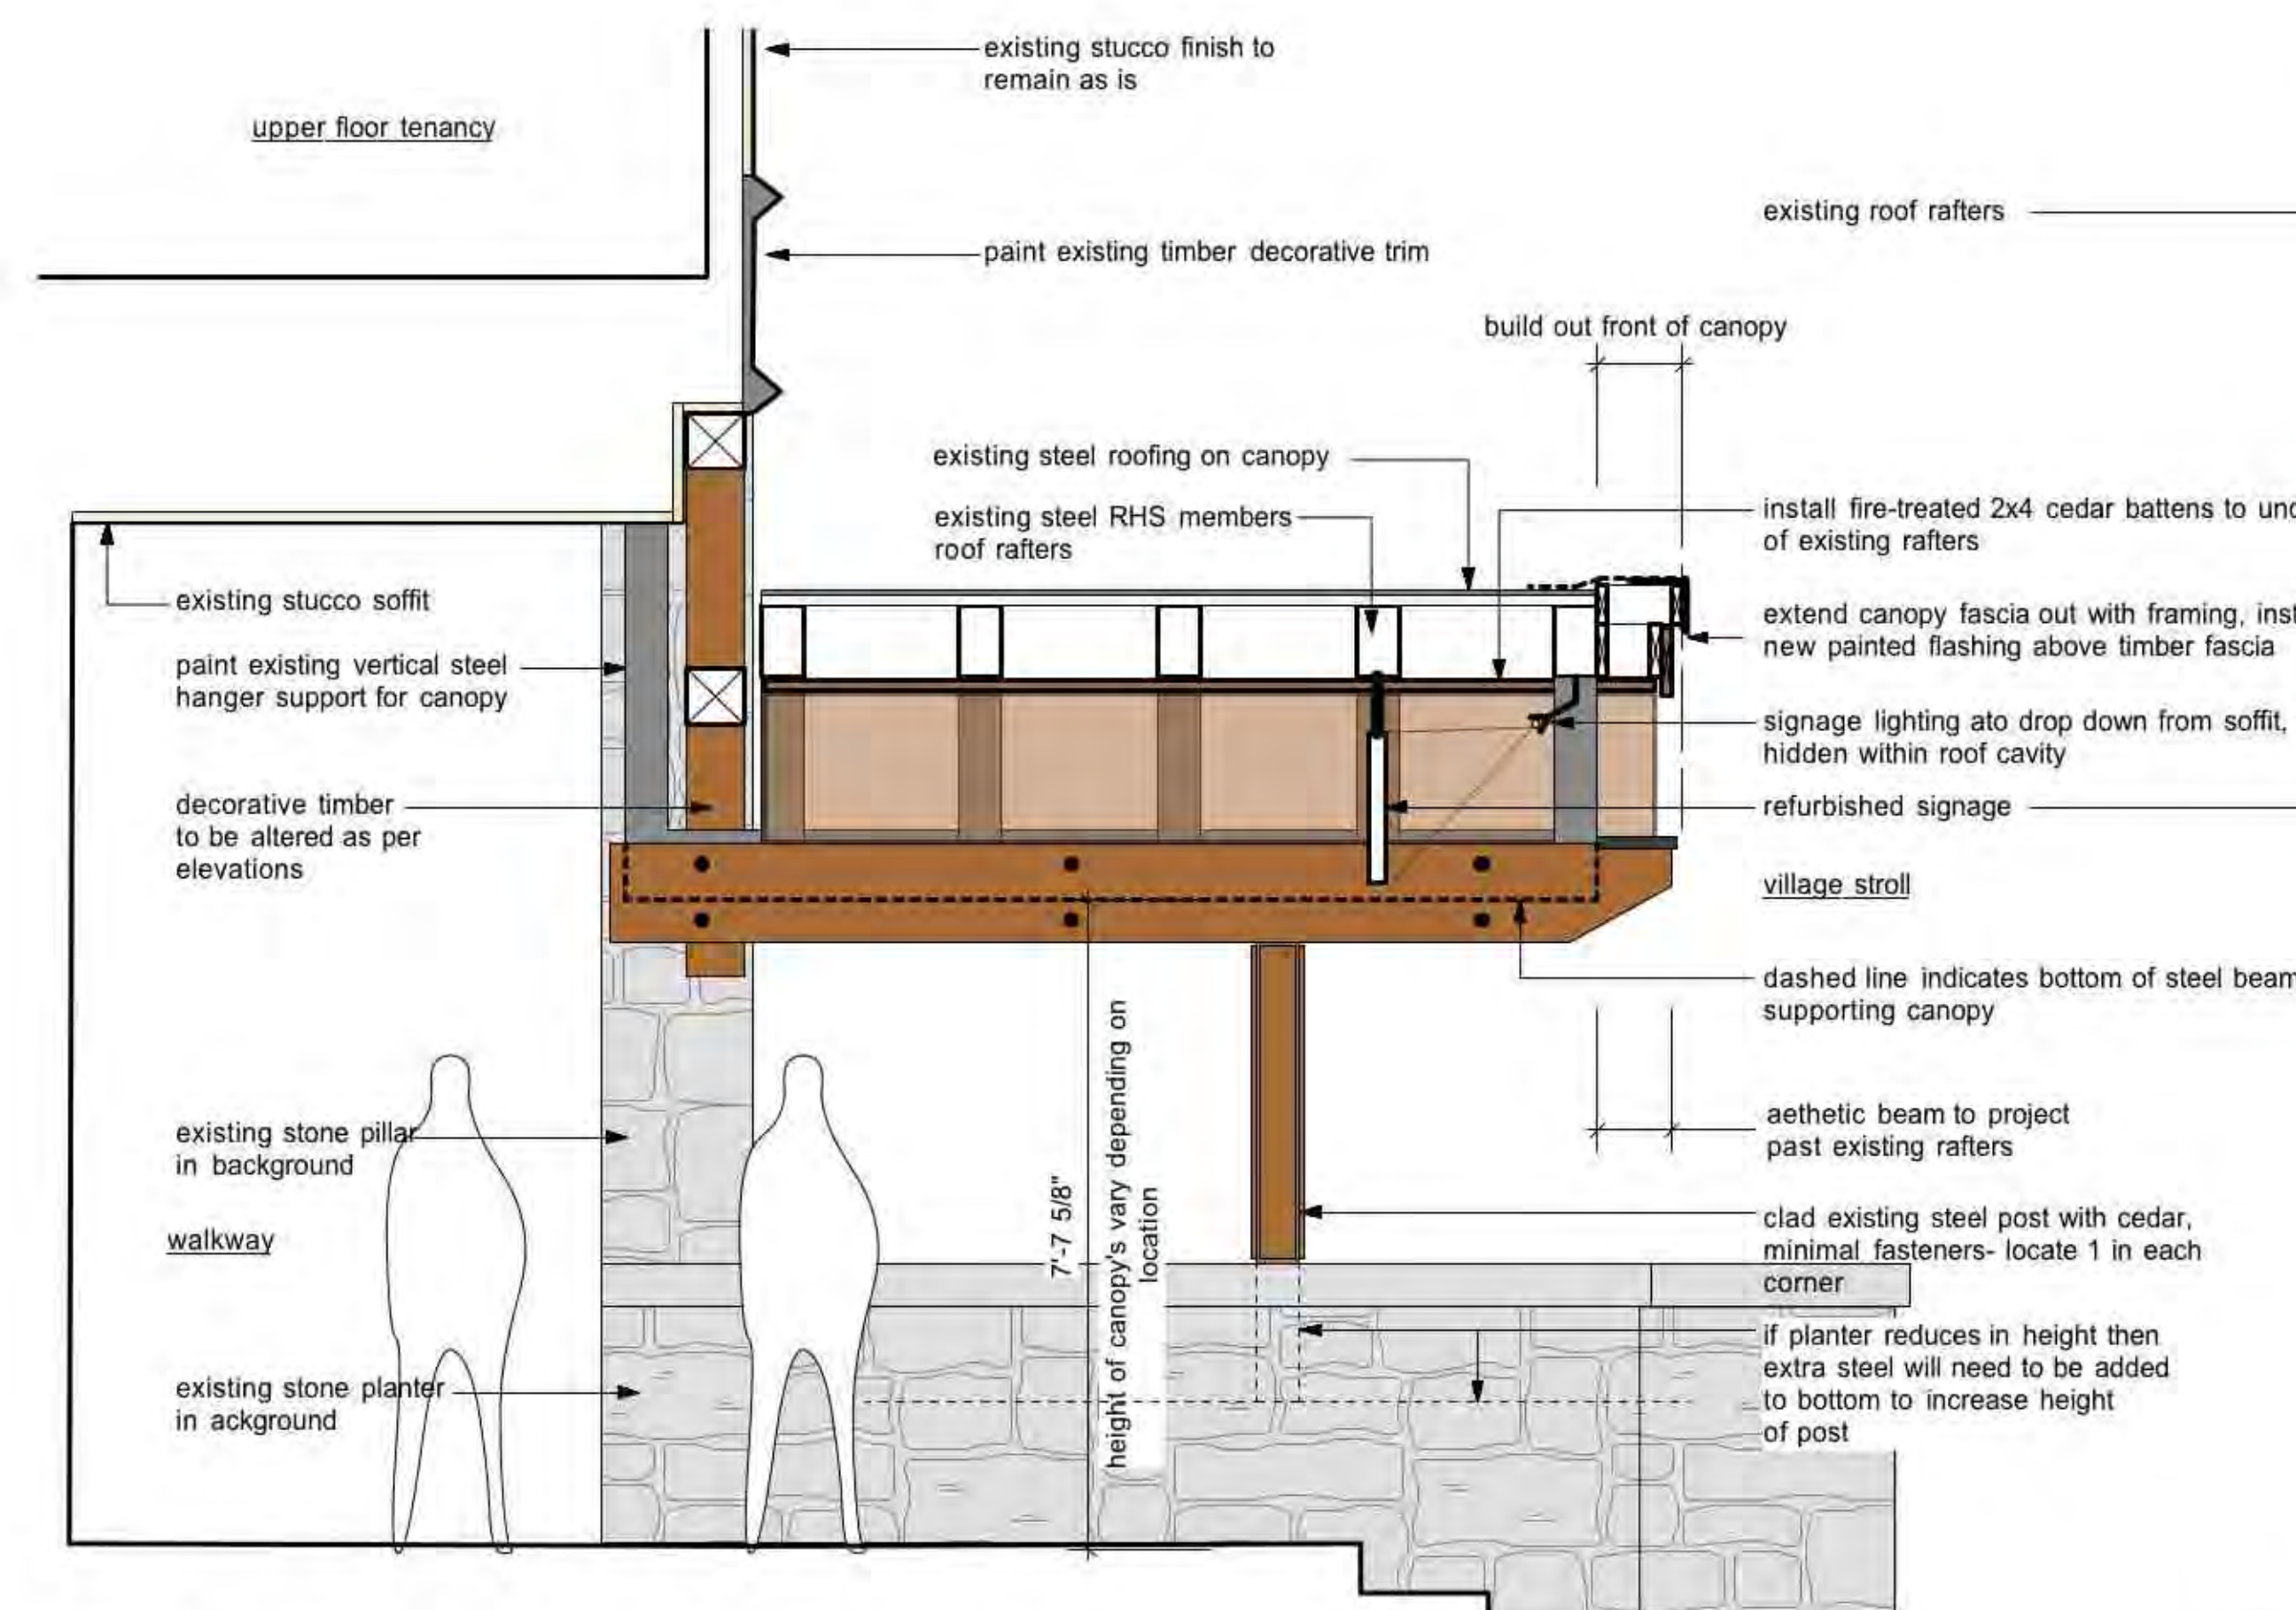 existing stucco finish to
remain as is
upper floor tenancy
existing roof rafters
paint existing timber decorative trim
build out front of canopy
existing steel roofing on canopy
existing steel RHS members
roof rafters
install fire-treated 2x4 cedar battens to
of existing rafters
existing stucco soffit
extend canopy fascia out with framing,
new painted flashing above timber fascia
paint existing vertical steel
hanger support for canopy
signage lighting ato drop down from soffit,
hidden within roof cavity
decorative timber
to be altered as per
elevations
refurbished signage
village stroll
dashed line indicates bottom of steel beam
supporting canopy
aethetic beam to project
past existing rafters
existing stone pillar
in background
walkway
7'-7 5/8"
height of canopy's vary depending on
location
clad existing steel post with cedar,
minimal fasteners- locate 1 in each
corner
if planter reduces in height then
extra steel will need to be added
to bottom to increase height
of post
existing stone planter
in ackground